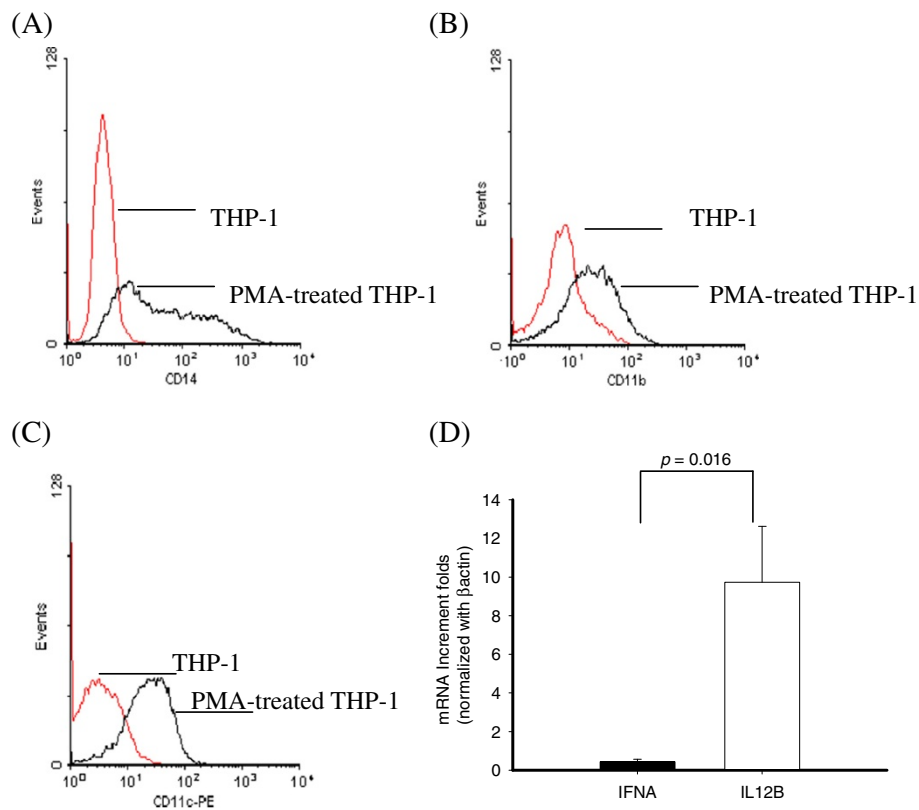 (A)
128
Events
0
10⁰ 10¹ 10² 10³ 10⁴
CD14
THP-1
PMA-treated THP-1
(B)
128
Events
0
10⁰ 10¹ 10² 10³ 10⁴
CD11b
THP-1
PMA-treated THP-1
(C)
128
Events
0
10⁰ 10¹ 10² 10³ 10⁴
CD11c-PE
THP-1
PMA-treated THP-1
(D)
p = 0.016
mRNA Increment folds
(normalized with βactin)
14
12
10
8
6
4
2
0
IFNA IL12B